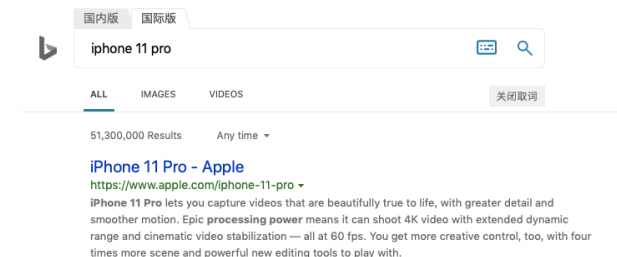 国内版 国际版
iphone 11 pro
ALL IMAGES VIDEOS 关闭取词
51,300,000 Results Any time
iPhone 11 Pro - Apple
https://www.apple.com/iphone-11-pro
iPhone 11 Pro lets you capture videos that are beautifully true to life, with greater detail and
smoother motion. Epic processing power means it can shoot 4K video with extended dynamic
range and cinematic video stabilization — all at 60 fps. You get more creative control, too, with four
times more scene and powerful new editing tools to play with.